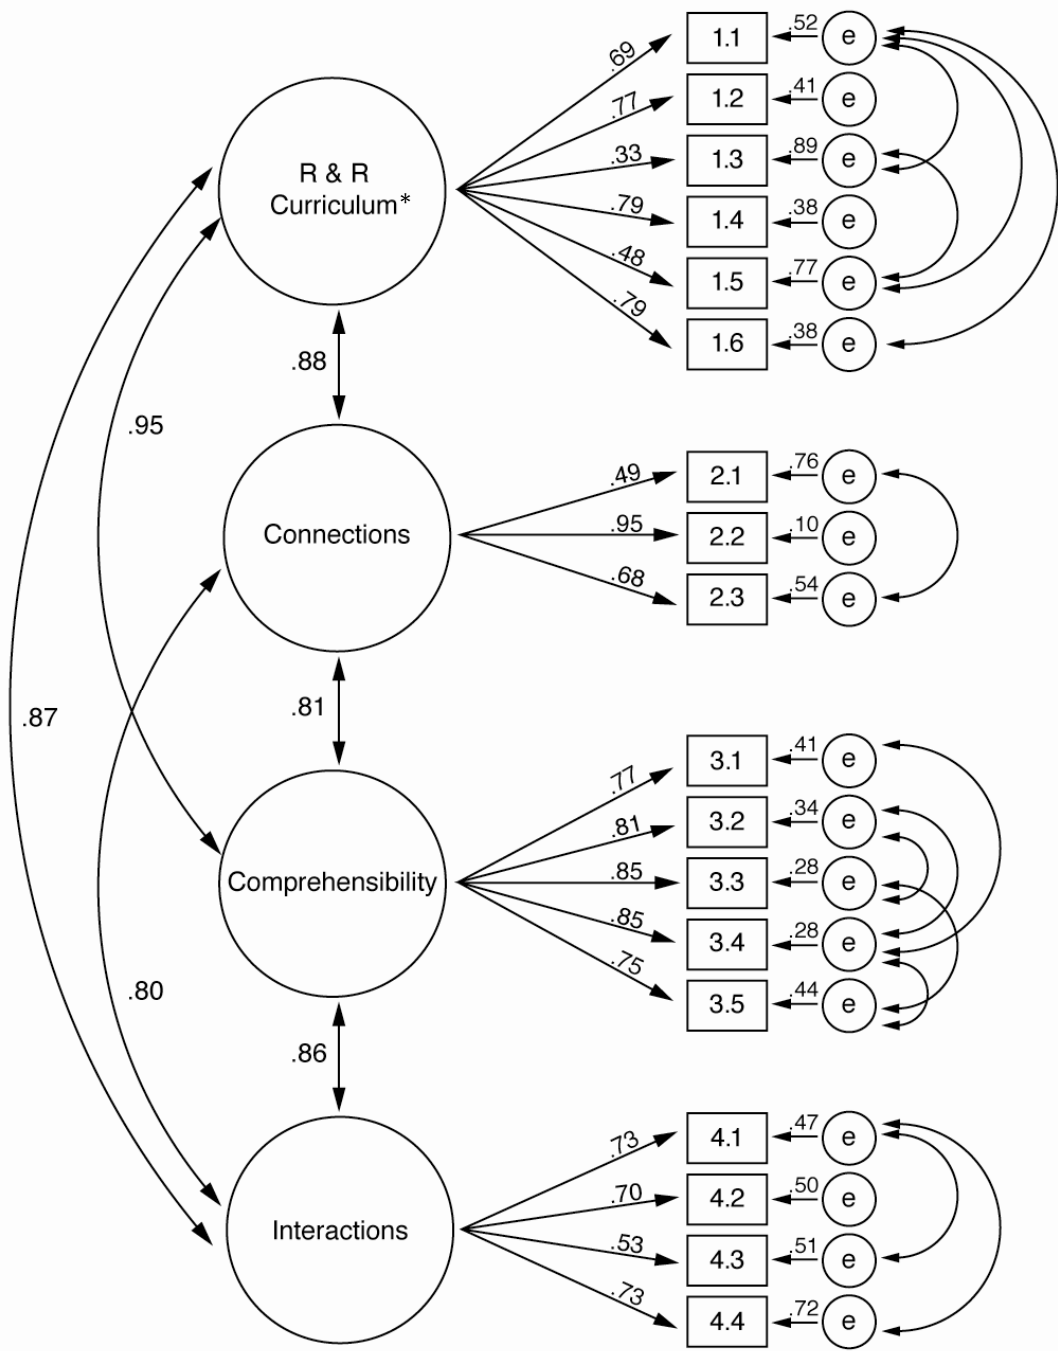 .69 1.1 .52 e
.77 1.2 .41 e
R & R
Curriculum*
.33 1.3 .89 e
.79 1.4 .38 e
.48 1.5 .77 e
.79 1.6 .38 e
.88
.95
.49 2.1 .76 e
Connections
.95 2.2 .10 e
.68 2.3 .54 e
.81
.87
.77 3.1 .41 e
.81 3.2 .34 e
Comprehensibility
.85 3.3 .28 e
.85 3.4 .28 e
.75 3.5 .44 e
.80
.86
.73 4.1 .47 e
.70 4.2 .50 e
Interactions
.53 4.3 .51 e
.73 4.4 .72 e